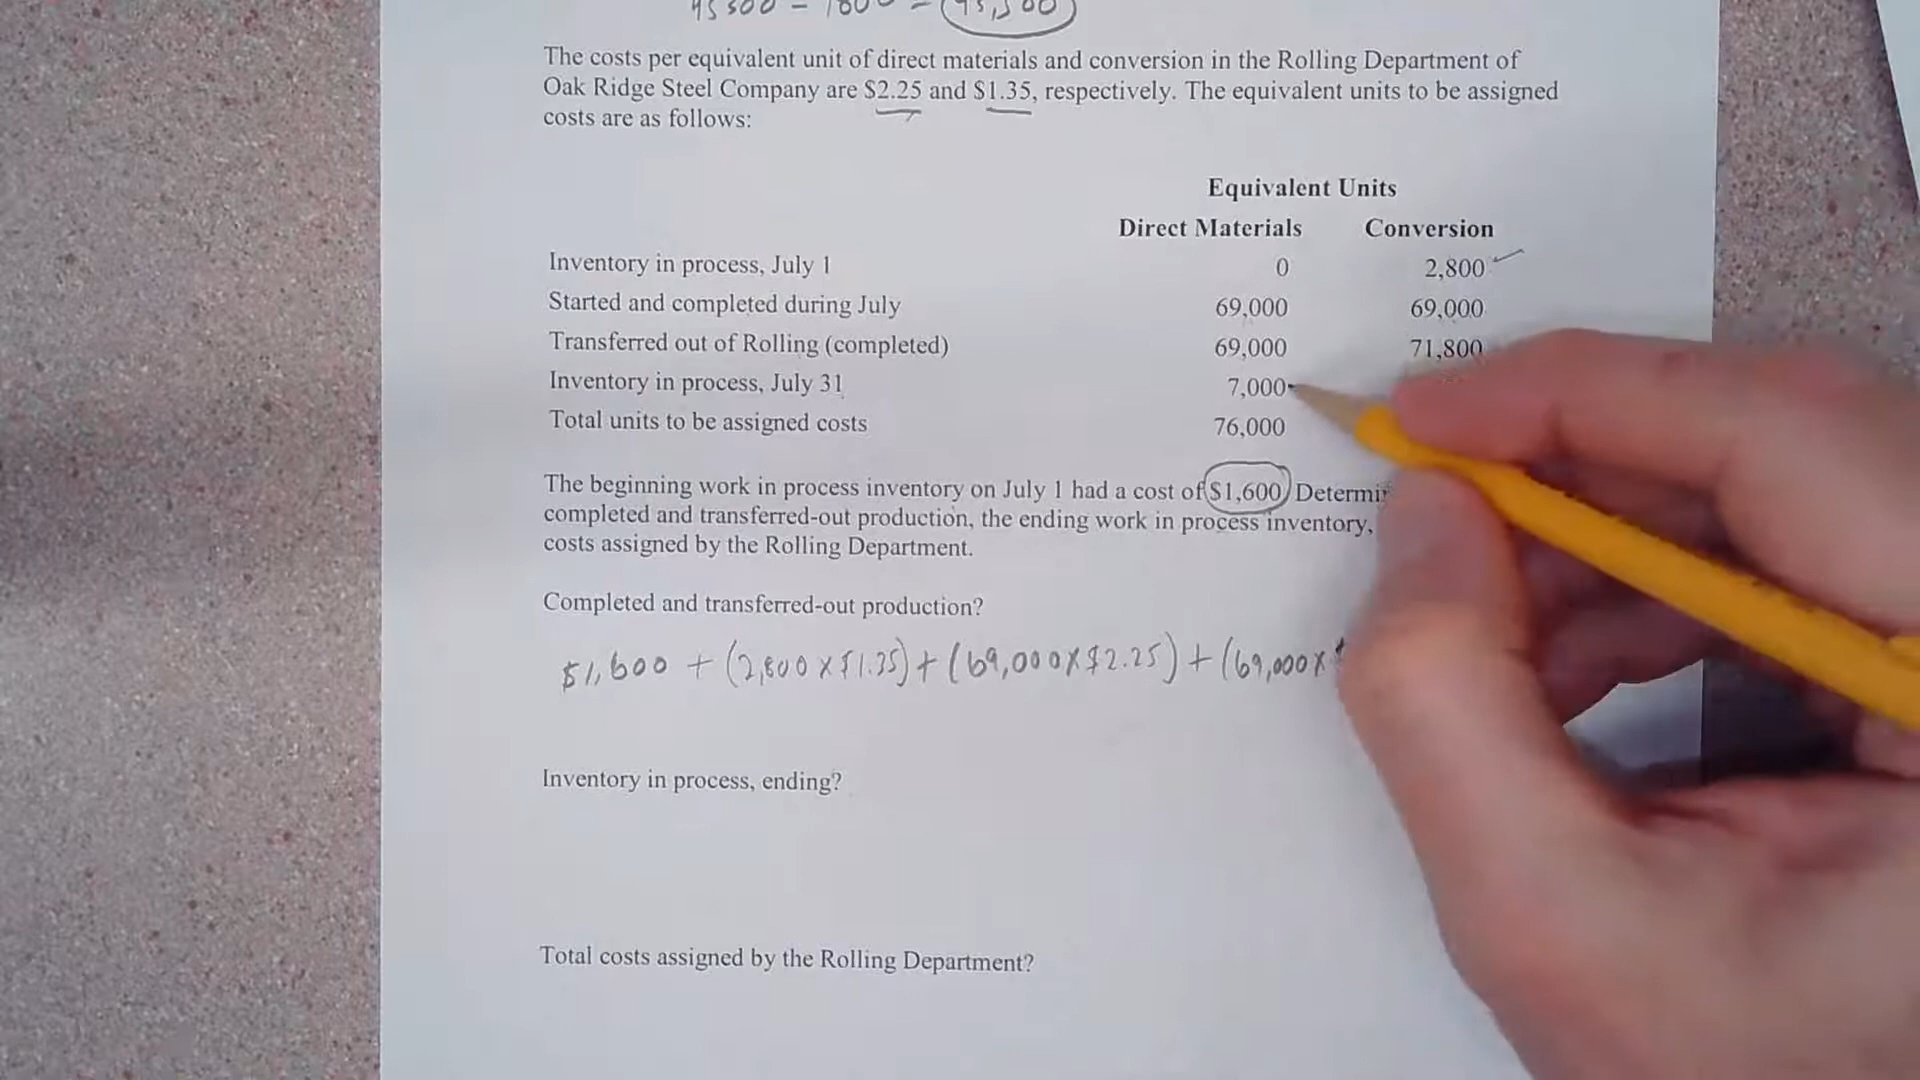 45300 - 1800 =
The costs per equivalent unit of direct materials and conversion in the Rolling Department of
Oak Ridge Steel Company are $2.25 and $1.35, respectively. The equivalent units to be assigned
costs are as follows:
Equivalent Units
Direct Materials Conversion
Inventory in process, July 1 0 2,800
Started and completed during July 69,000 69,000
Transferred out of Rolling (completed) 69,000 71,800
Inventory in process, July 31 7,000
Total units to be assigned costs 76,000
The beginning work in process inventory on July 1 had a cost of $1,600
completed and transferred-out production, the ending work in process inventory,
costs assigned by the Rolling Department.
Completed and transferred-out production?
$1,600 + (2,800 x $1.35) + (69,000 x $2.25) + (69,000 x
Inventory in process, ending?
Total costs assigned by the Rolling Department?